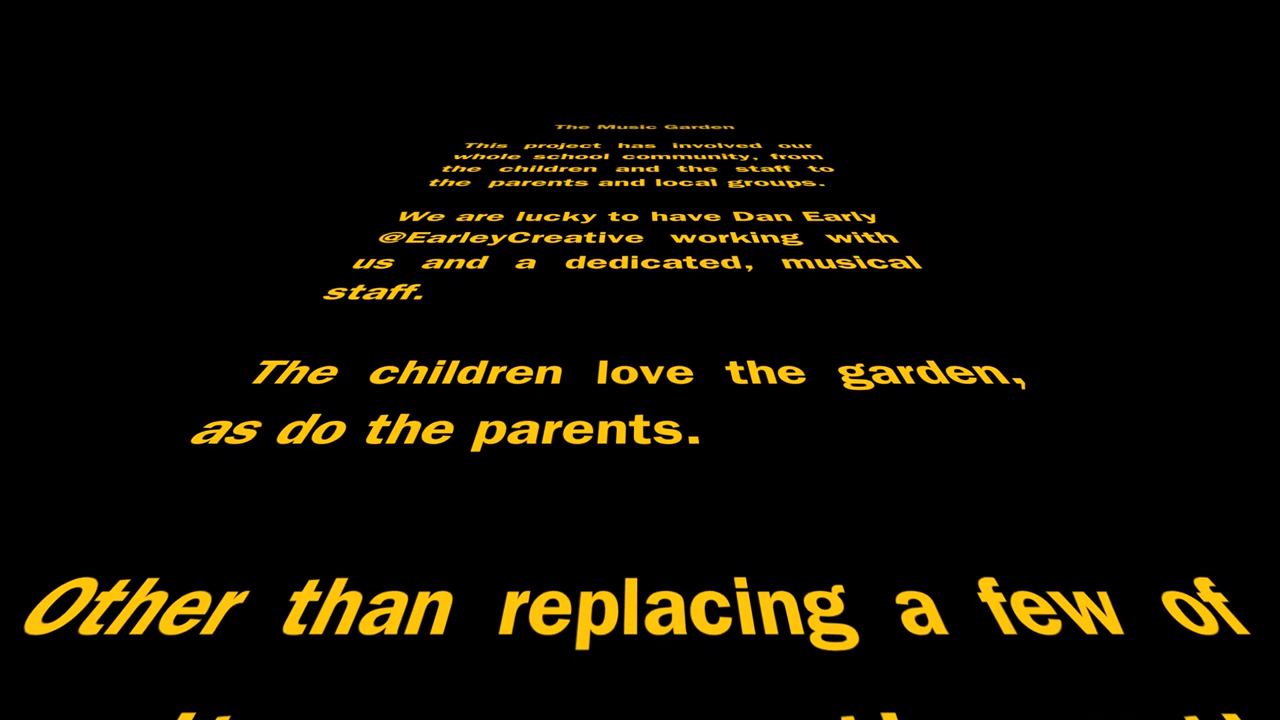 The Music Garden
This project has involved our
whole school community, from
the children and the staff to
the parents and local groups.
We are lucky to have Dan Early
@EarleyCreative working with
us and a dedicated, musical
staff.
The children love the garden,
as do the parents.
Other than replacing a few of